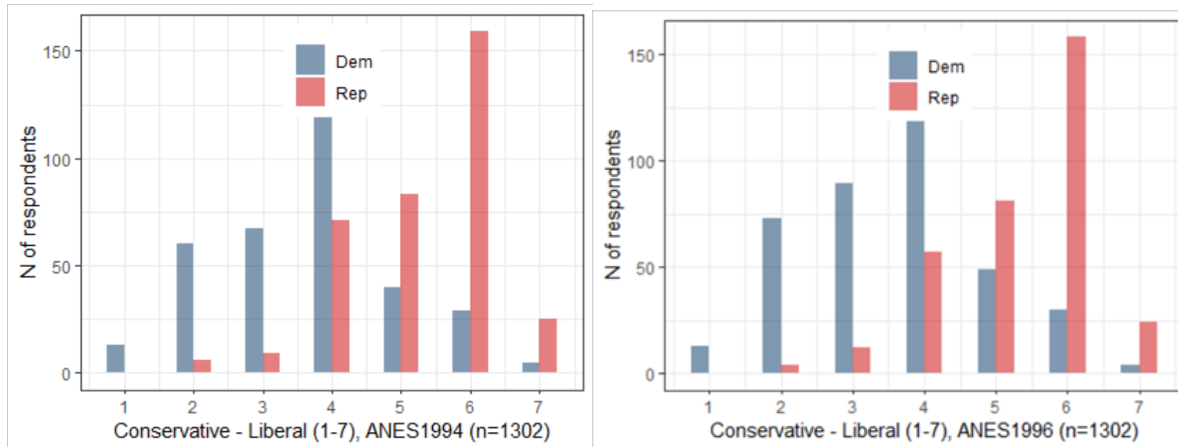 150
100
50
0
N of respondents
Dem
Rep
1 2 3 4 5 6 7
Conservative - Liberal (1-7), ANES1994 (n=1302)
150
100
50
0
N of respondents
Dem
Rep
1 2 3 4 5 6 7
Conservative - Liberal (1-7), ANES1996 (n=1302)